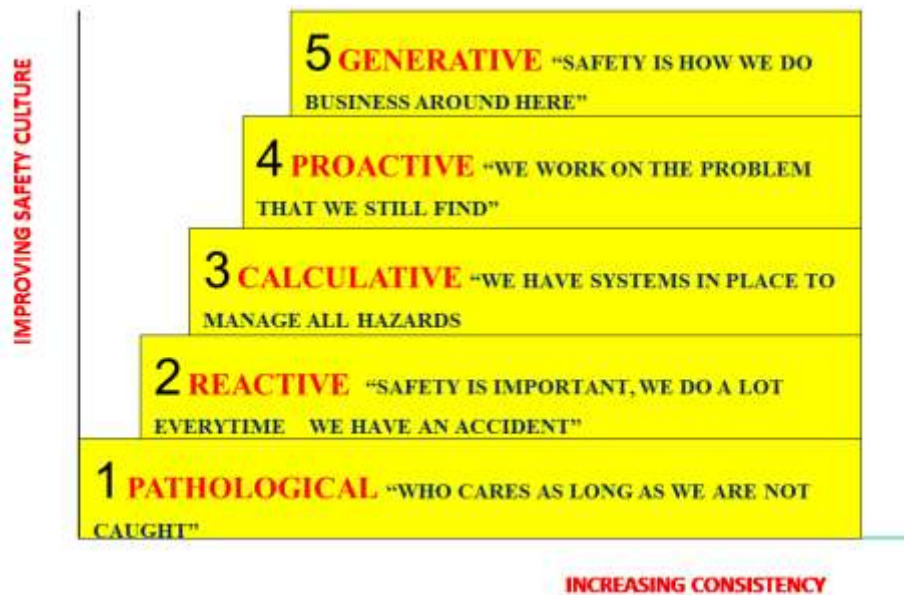 IMPROVING SAFETY CULTURE
5 GENERATIVE “SAFETY IS HOW WE DO
BUSINESS AROUND HERE”
4 PROACTIVE “WE WORK ON THE PROBLEM
THAT WE STILL FIND”
3 CALCULATIVE “WE HAVE SYSTEMS IN PLACE TO
MANAGE ALL HAZARDS
2 REACTIVE “SAFETY IS IMPORTANT, WE DO A LOT
EVERYTIME WE HAVE AN ACCIDENT”
1 PATHOLOGICAL “WHO CARES AS LONG AS WE ARE NOT
CAUGHT”
INCREASING CONSISTENCY